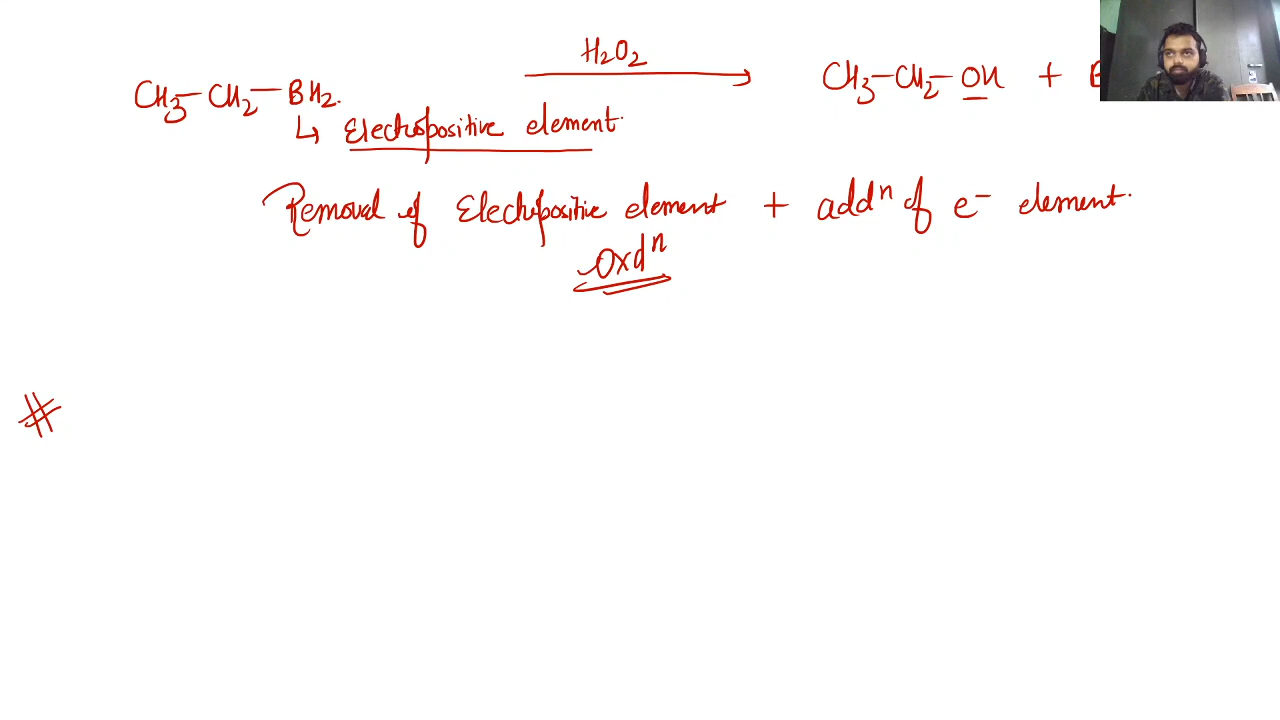 H₂O₂
CH₃–CH₂–BH₂. ⟶ CH₃–CH₂–OH +
↳ Electropositive element.
Removal of Electropositive element + addⁿ of e⁻ element.
oxdⁿ
#